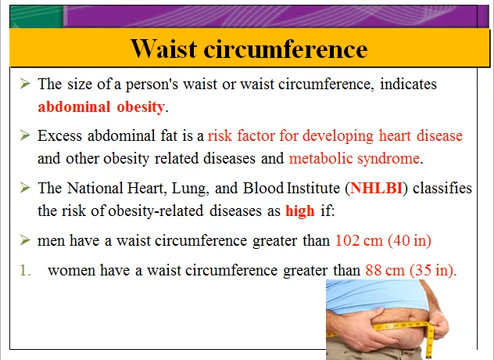 Waist circumference
➢ The size of a person's waist or waist circumference, indicates
abdominal obesity.
➢ Excess abdominal fat is a risk factor for developing heart disease
and other obesity related diseases and metabolic syndrome.
➢ The National Heart, Lung, and Blood Institute (NHLBI) classifies
the risk of obesity-related diseases as high if:
➢ men have a waist circumference greater than 102 cm (40 in)
1. women have a waist circumference greater than 88 cm (35 in).